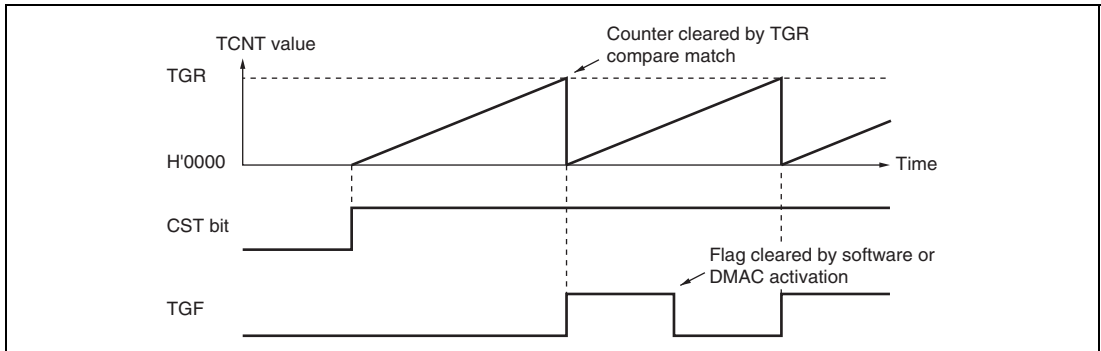 Counter cleared by TGR
compare match
TCNT value
TGR
H'0000
Time
CST bit
Flag cleared by software or
DMAC activation
TGF